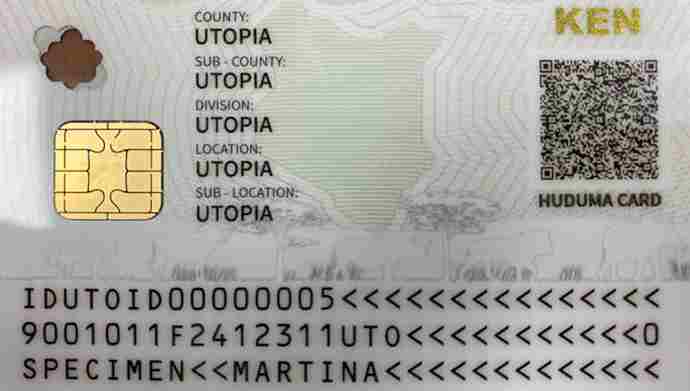 COUNTY:
UTOPIA
SUB - COUNTY:
UTOPIA
DIVISION:
UTOPIA
LOCATION:
UTOPIA
SUB - LOCATION:
UTOPIA
KEN
HUDUMA CARD
IDUTOID00000005<<<<<<<<<<<<<<<
9001011F2412311UTO<<<<<<<<<<<0
SPECIMEN<<MARTINA<<<<<<<<<<<<<